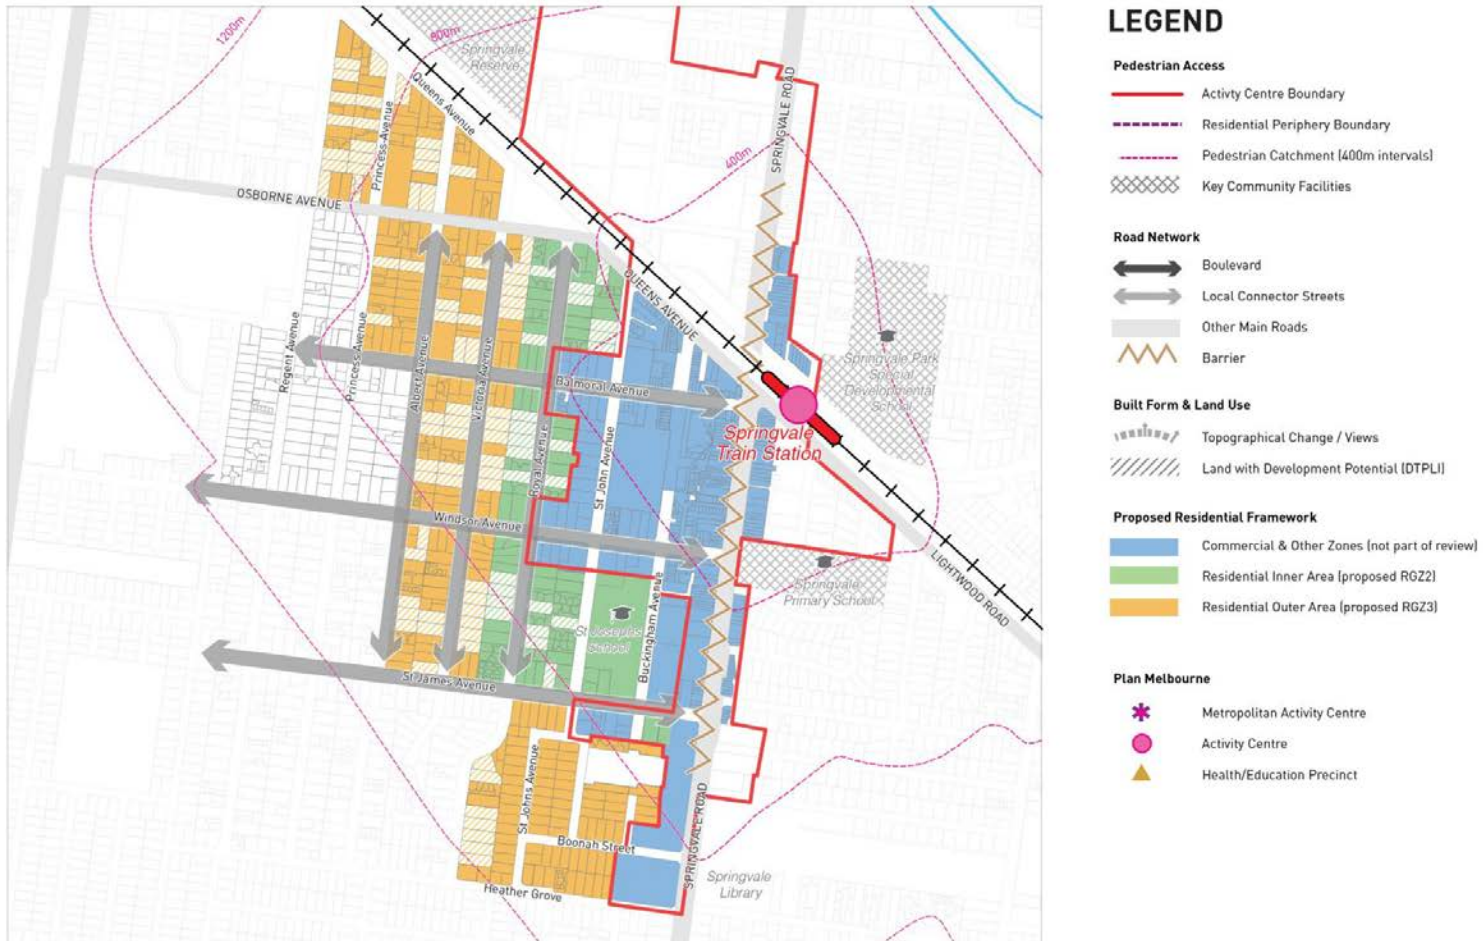 1200m
800m
Springvale
Reserve
Queens Avenue
Princess Avenue
OSBORNE AVENUE
SPRINGVALE ROAD
400m
QUEENS AVENUE
Regent Avenue
Princess Avenue
Albert Avenue
Victoria Avenue
Royal Avenue
Balmoral Avenue
St John Avenue
Springvale Park
Special
Developmental
School
Springvale
Train Station
Windsor Avenue
Springvale
Primary School
LIGHTWOOD ROAD
St Josephs
School
Buckingham Avenue
St James Avenue
St Johns Avenue
Boonah Street
Heather Grove
SPRINGVALE ROAD
Springvale
Library
LEGEND
Pedestrian Access
Activty Centre Boundary
Residential Periphery Boundary
Pedestrian Catchment (400m intervals)
Key Community Facilities
Road Network
Boulevard
Local Connector Streets
Other Main Roads
Barrier
Built Form & Land Use
Topographical Change / Views
Land with Development Potential (DTPLI)
Proposed Residential Framework
Commercial & Other Zones (not part of review)
Residential Inner Area (proposed RGZ2)
Residential Outer Area (proposed RGZ3)
Plan Melbourne
Metropolitan Activity Centre
Activity Centre
Health/Education Precinct